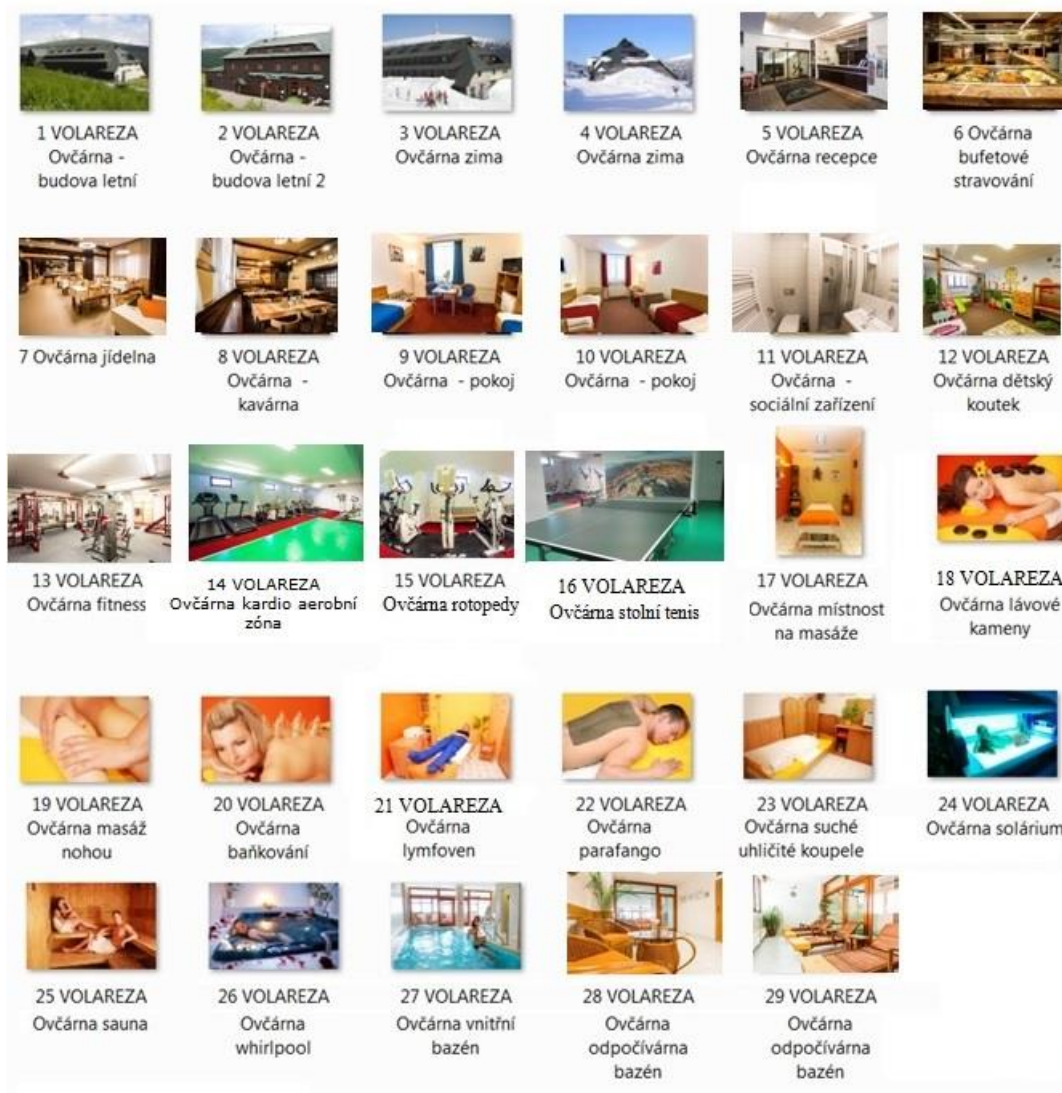 1 VOLAREZA
Ovčárna -
budova letní
2 VOLAREZA
Ovčárna -
budova letní 2
3 VOLAREZA
Ovčárna zima
4 VOLAREZA
Ovčárna zima
5 VOLAREZA
Ovčárna recepce
6 Ovčárna
bufetové
stravování
7 Ovčárna jídelna
8 VOLAREZA
Ovčárna -
kavárna
9 VOLAREZA
Ovčárna - pokoj
10 VOLAREZA
Ovčárna - pokoj
11 VOLAREZA
Ovčárna -
sociální zařízení
12 VOLAREZA
Ovčárna dětský
koutek
13 VOLAREZA
Ovčárna fitness
14 VOLAREZA
Ovčárna kardio aerobní
zóna
15 VOLAREZA
Ovčárna rotopedy
16 VOLAREZA
Ovčárna stolní tenis
17 VOLAREZA
Ovčárna místnost
na masáže
18 VOLAREZA
Ovčárna lávové
kameny
19 VOLAREZA
Ovčárna masáž
nohou
20 VOLAREZA
Ovčárna
baňkování
21 VOLAREZA
Ovčárna
lymfoven
22 VOLAREZA
Ovčárna
parafango
23 VOLAREZA
Ovčárna suché
uhličité koupele
24 VOLAREZA
Ovčárna solárium
25 VOLAREZA
Ovčárna sauna
26 VOLAREZA
Ovčárna
whirlpool
27 VOLAREZA
Ovčárna vnitřní
bazén
28 VOLAREZA
Ovčárna
odpočívárna
bazén
29 VOLAREZA
Ovčárna
odpočívárna
bazén